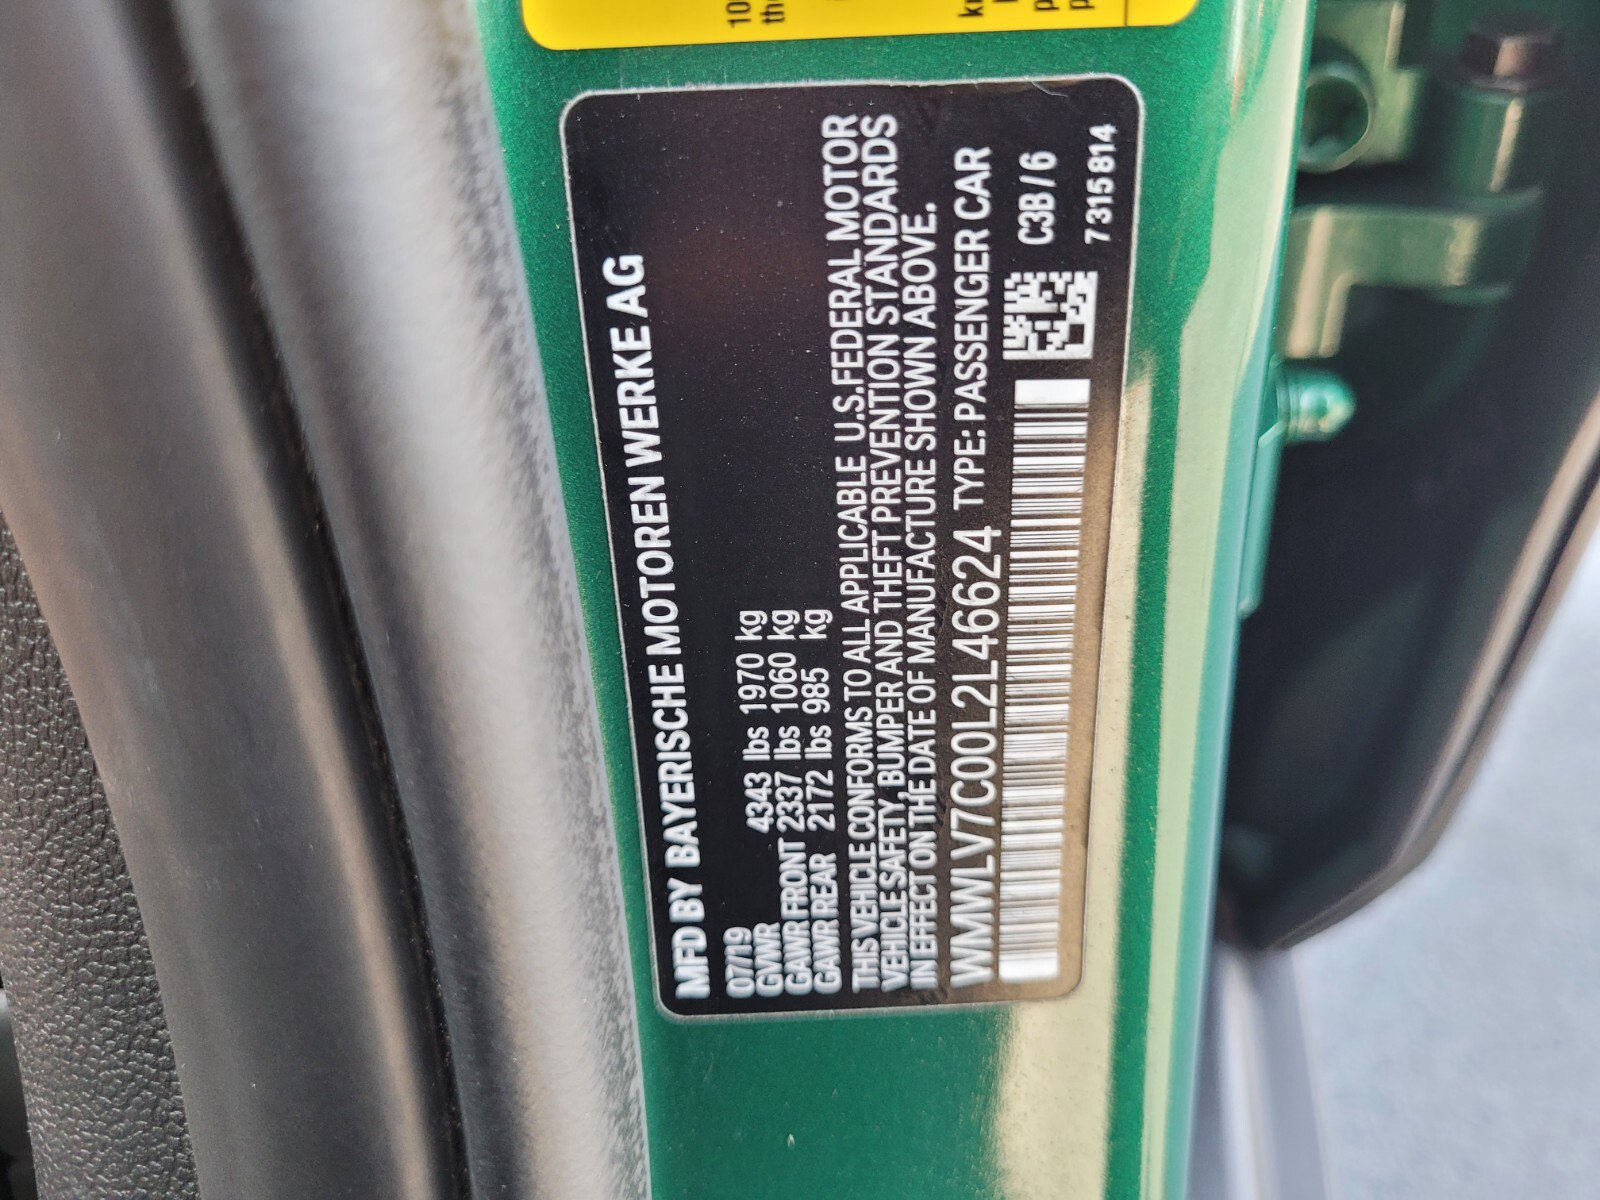 MFD BY BAYERISCHE MOTOREN WERKE AG
07/19
GVWR 4343 lbs 1970 kg
GAWR FRONT 2337 lbs 1060 kg
GAWR REAR 2172 lbs 985 kg
THIS VEHICLE CONFORMS TO ALL APPLICABLE U.S.FEDERAL MOTOR
VEHICLE SAFETY, BUMPER AND THEFT PREVENTION STANDARDS
IN EFFECT ON THE DATE OF MANUFACTURE SHOWN ABOVE.
WMWLV7C00L2L46624 TYPE: PASSENGER CAR
C3B/6
7315814